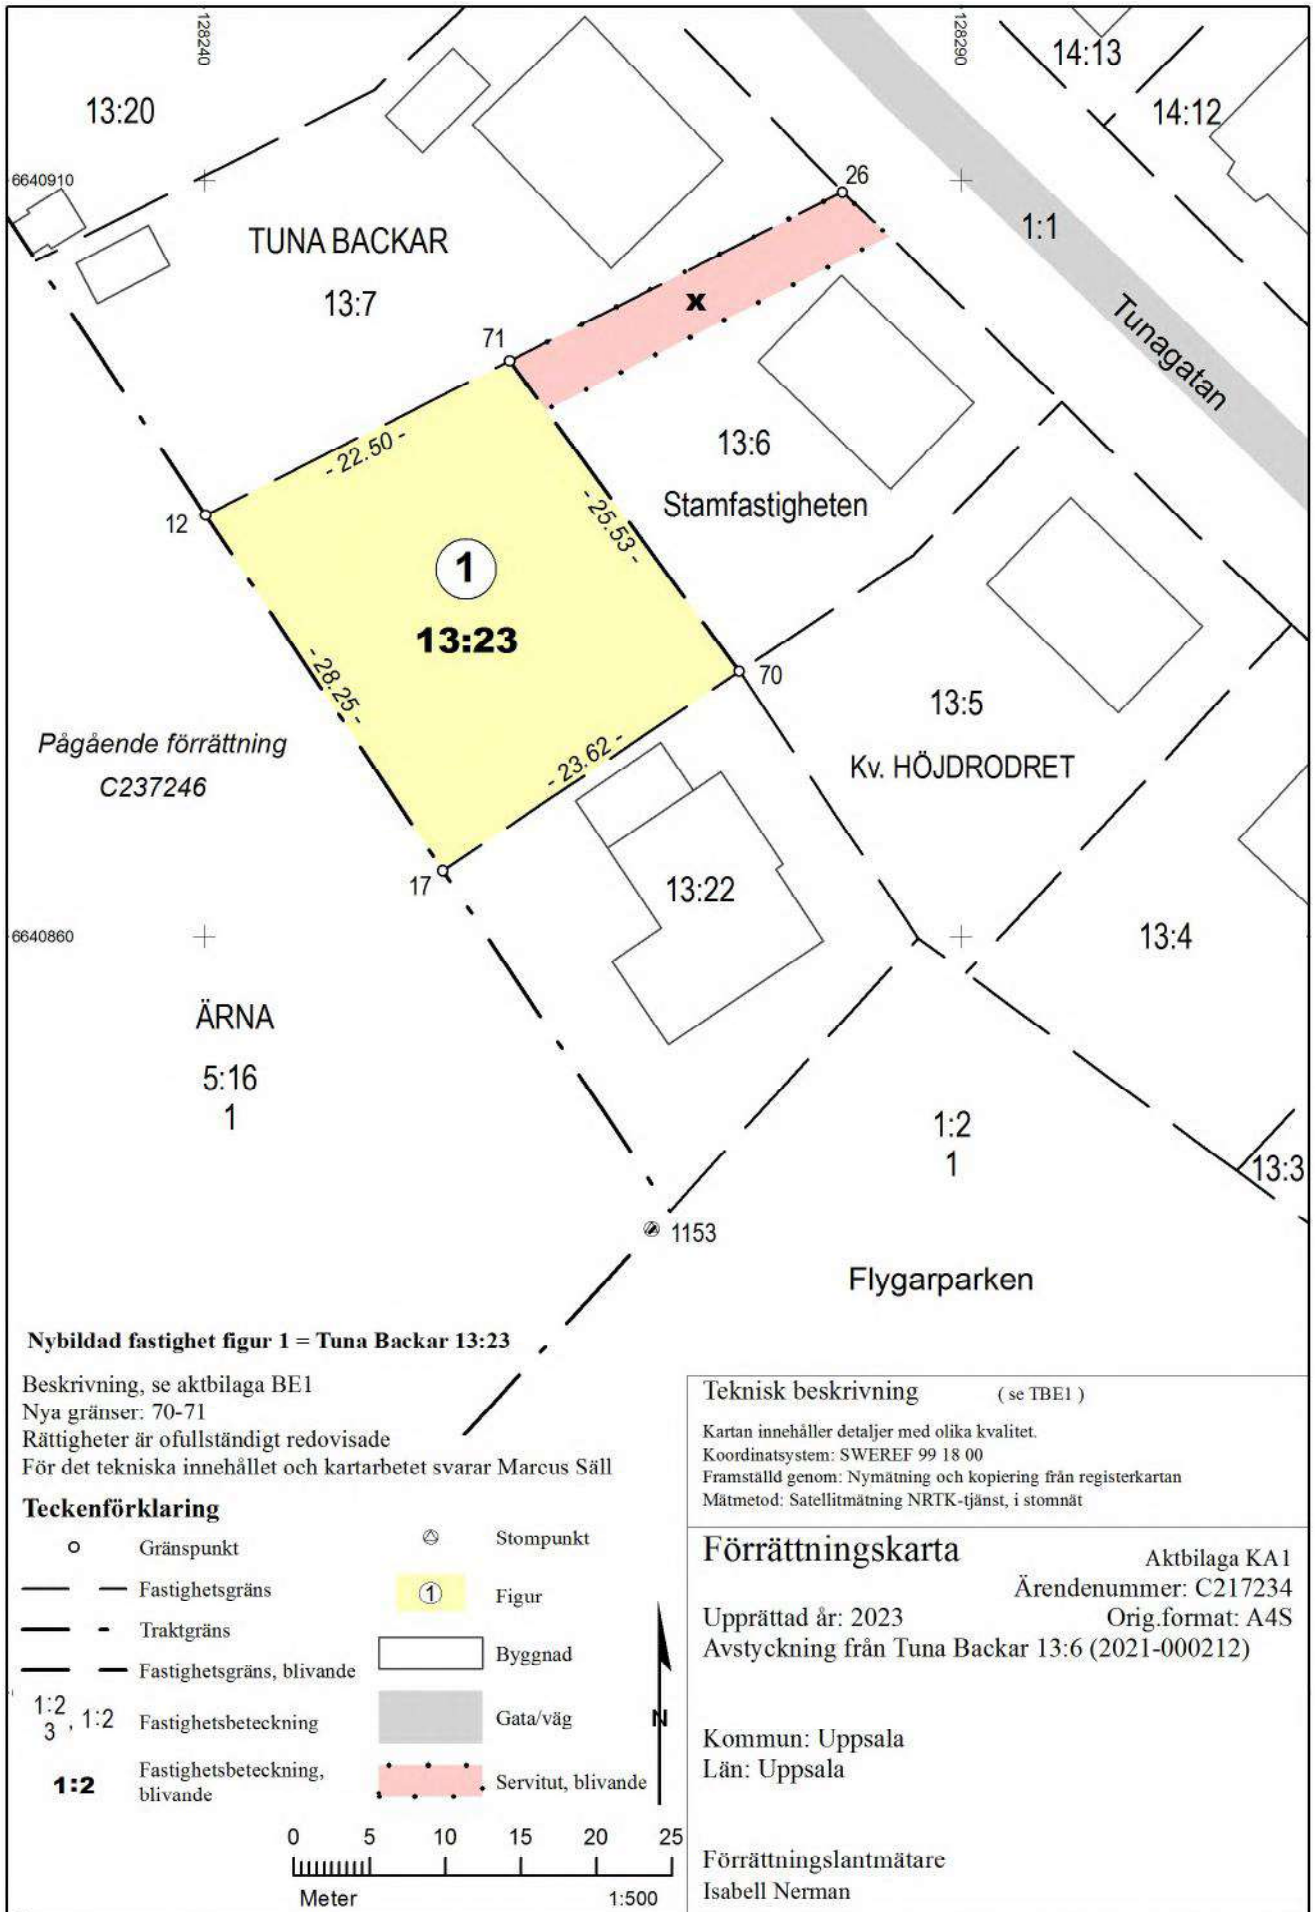 128240
128290
14:13
13:20
14:12
6640910
26
TUNA BACKAR
1:1
13:7
x
Tunagatan
71
- 22.50 -
13:6
12
- 25.53 -
Stamfastigheten
1
13:23
- 28.25 -
70
13:5
Pågående förrättning
C237246
- 23.62 -
Kv. HÖJDRODRET
17
13:22
6640860
13:4
ÄRNA
5:16
1
1:2
1
13:3
1153
Flygarparken
Nybildad fastighet figur 1 = Tuna Backar 13:23
Beskrivning, se aktbilaga BE1
Nya gränser: 70-71
Rättigheter är ofullständigt redovisade
För det tekniska innehållet och kartarbetet svarar Marcus Säll
Teckenförklaring
Gränspunkt
Fastighetsgräns
Traktgräns
Fastighetsgräns, blivande
1:2
3 , 1:2 Fastighetsbeteckning
1:2 Fastighetsbeteckning,
blivande
Stompunkt
1 Figur
Byggnad
Gata/väg
Servitut, blivande
N
0 5 10 15 20 25
Meter 1:500
Teknisk beskrivning ( se TBE1 )
Kartan innehåller detaljer med olika kvalitet.
Koordinatsystem: SWEREF 99 18 00
Framställd genom: Nymätning och kopiering från registerkartan
Mätmetod: Satellitmätning NRTK-tjänst, i stomnät
Förrättningskarta
Aktbilaga KA1
Ärendenummer: C217234
Upprättad år: 2023 Orig.format: A4S
Avstyckning från Tuna Backar 13:6 (2021-000212)
Kommun: Uppsala
Län: Uppsala
Förrättningslantmätare
Isabell Nerman